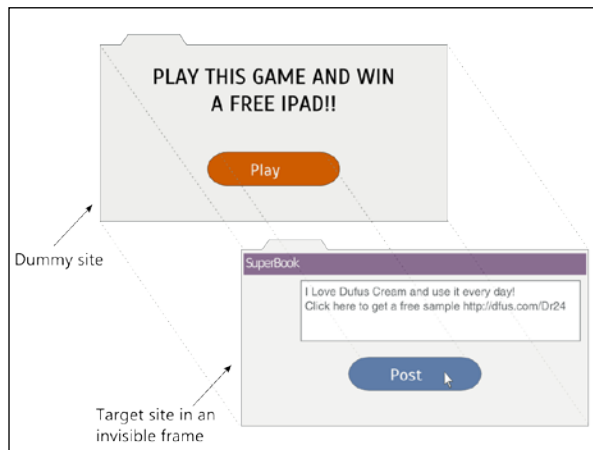 PLAY THIS GAME AND WIN
A FREE IPAD!!
Play
Dummy site
SuperBook
I Love Dufus Cream and use it every day!
Click here to get a free sample http://dfus.com/Dr24
Post
Target site in an
invisible frame